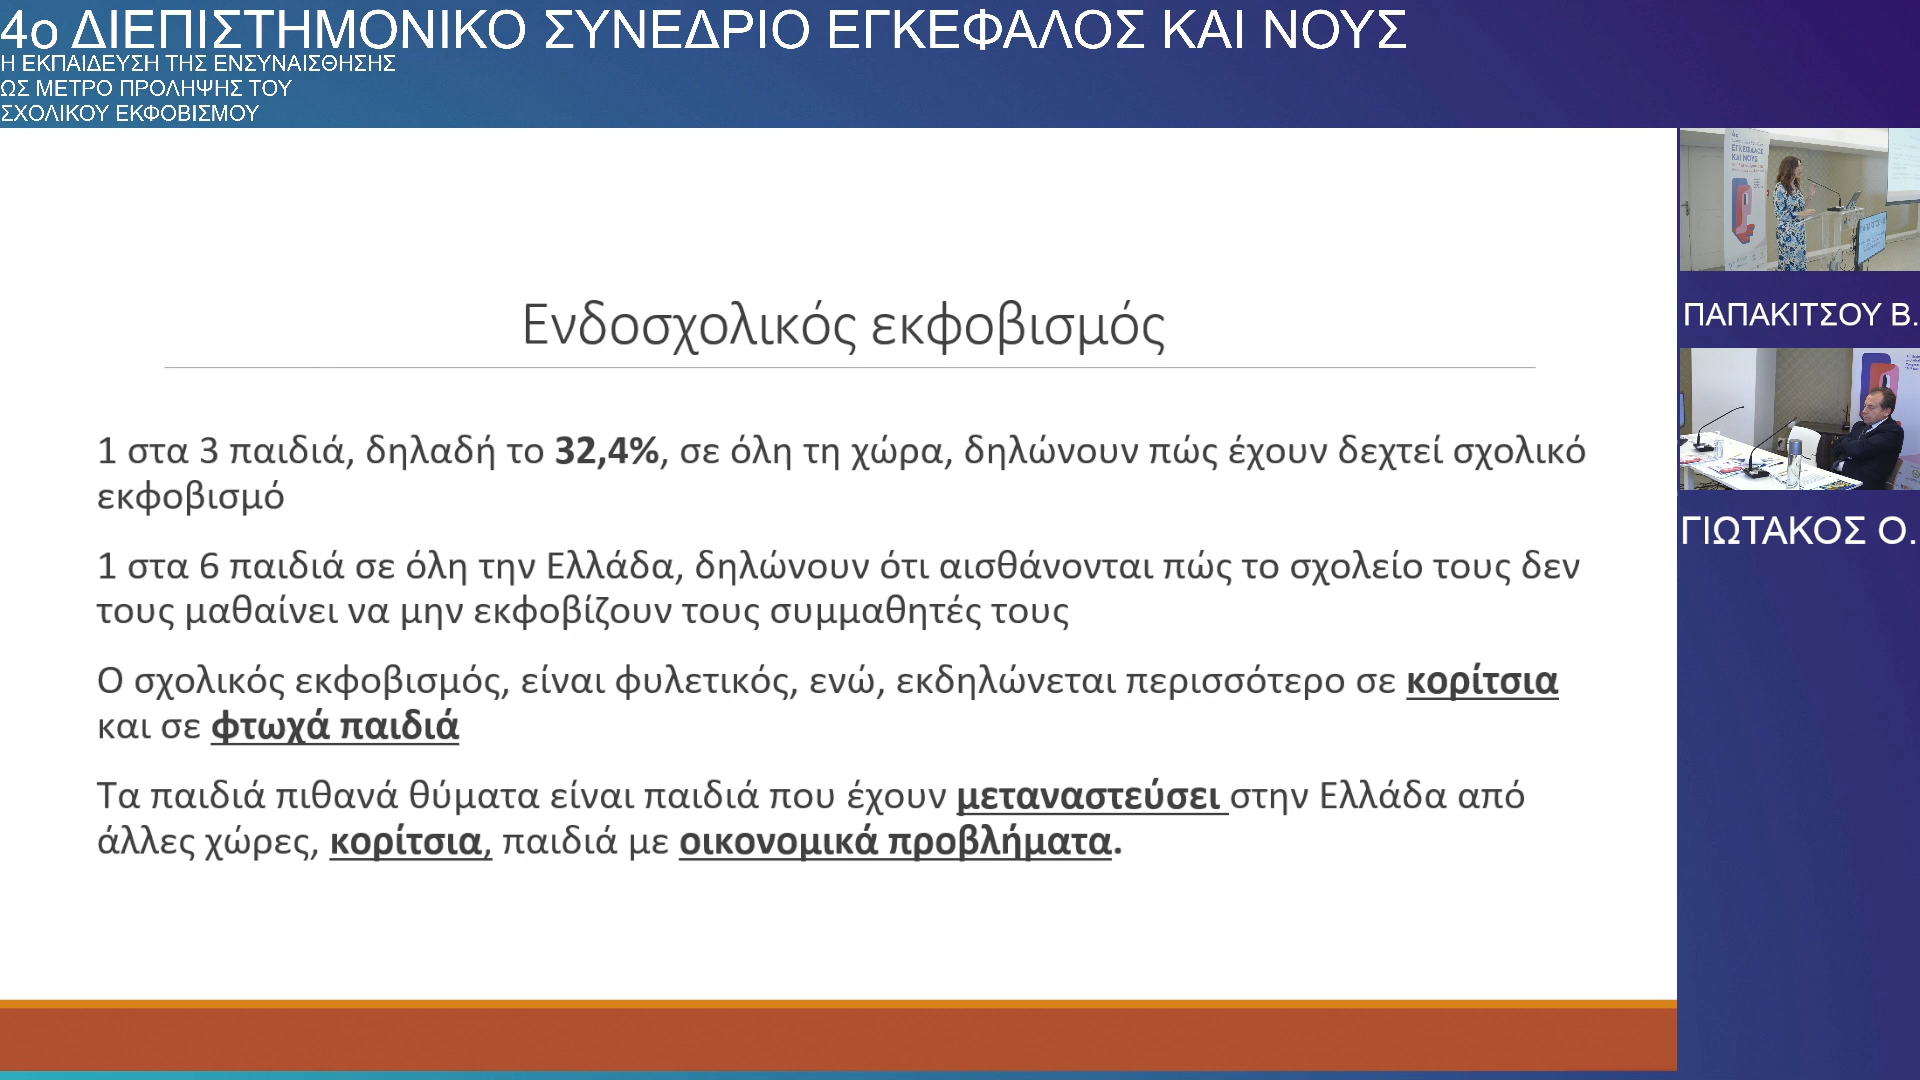 4ο ΔΙΕΠΙΣΤΗΜΟΝΙΚΟ ΣΥΝΕΔΡΙΟ ΕΓΚΕΦΑΛΟΣ ΚΑΙ ΝΟΥΣ
Η ΕΚΠΑΙΔΕΥΣΗ ΤΗΣ ΕΝΣΥΝΑΙΣΘΗΣΗΣ
ΩΣ ΜΕΤΡΟ ΠΡΟΛΗΨΗΣ ΤΟΥ
ΣΧΟΛΙΚΟΥ ΕΚΦΟΒΙΣΜΟΥ
Ενδοσχολικός εκφοβισμός
1 στα 3 παιδιά, δηλαδή το 32,4%, σε όλη τη χώρα, δηλώνουν πώς έχουν δεχτεί σχολικό
εκφοβισμό
1 στα 6 παιδιά σε όλη την Ελλάδα, δηλώνουν ότι αισθάνονται πώς το σχολείο τους δεν
τους μαθαίνει να μην εκφοβίζουν τους συμμαθητές τους
Ο σχολικός εκφοβισμός, είναι φυλετικός, ενώ, εκδηλώνεται περισσότερο σε κορίτσια
και σε φτωχά παιδιά
Τα παιδιά πιθανά θύματα είναι παιδιά που έχουν μεταναστεύσει στην Ελλάδα από
άλλες χώρες, κορίτσια, παιδιά με οικονομικά προβλήματα.
ΕΓΚΕΦΑΛΟΣ
ΚΑΙ ΝΟΥΣ
ΠΑΠΑΚΙΤΣΟΥ Β.
ΓΙΩΤΑΚΟΣ Ο.